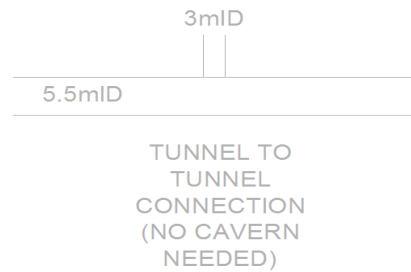 3mID
5.5mID
TUNNEL TO
TUNNEL
CONNECTION
(NO CAVERN
NEEDED)